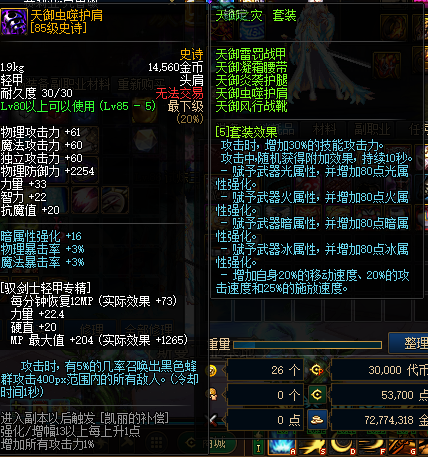 天御虫噬护肩
[85级史诗]
史诗
1.9kg
14,560金币
轻甲
头肩
耐久度 30/30
无法交易
Lv80以上可以使用 (Lv85 - 5)
最下级
(20%)
物理攻击力 +61
魔法攻击力 +60
独立攻击力 +60
物理防御力 +2254
力量 +33
智力 +22
抗魔值 +20
暗属性强化 +16
物理暴击率 +3%
魔法暴击率 +3%
[驭剑士轻甲专精]
每分钟恢复12MP (实际效果 +73)
力量 +22.4
硬直 +20
MP 最大值 +204 (实际效果 +1265)
攻击时，有5%的几率召唤出黑色蜂
群攻击400px范围内的所有敌人。(冷却
时间1秒)
进入副本以后触发 [凯丽的补偿]
强化/增幅13以上每上升1点
增加所有攻击力1%
天御之灾 套装
天御雷罚战甲
天御凝霜腰带
天御炎袭护腿
天御虫噬护肩
天御风行战靴
[5]套装效果
攻击时，增加30%的技能攻击力。
攻击中随机获得附加效果，持续10秒。
- 赋予武器光属性，并增加80点光属
性强化。
- 赋予武器火属性，并增加80点火属
性强化。
- 赋予武器暗属性，并增加80点暗属
性强化。
- 赋予武器冰属性，并增加80点冰属
性强化。
- 增加自身20%的移动速度、20%的攻
击速度和25%的施放速度。
重量
整理
26 个
30,000 代币
0 个
53,700 点
0 点
72,774,318 金